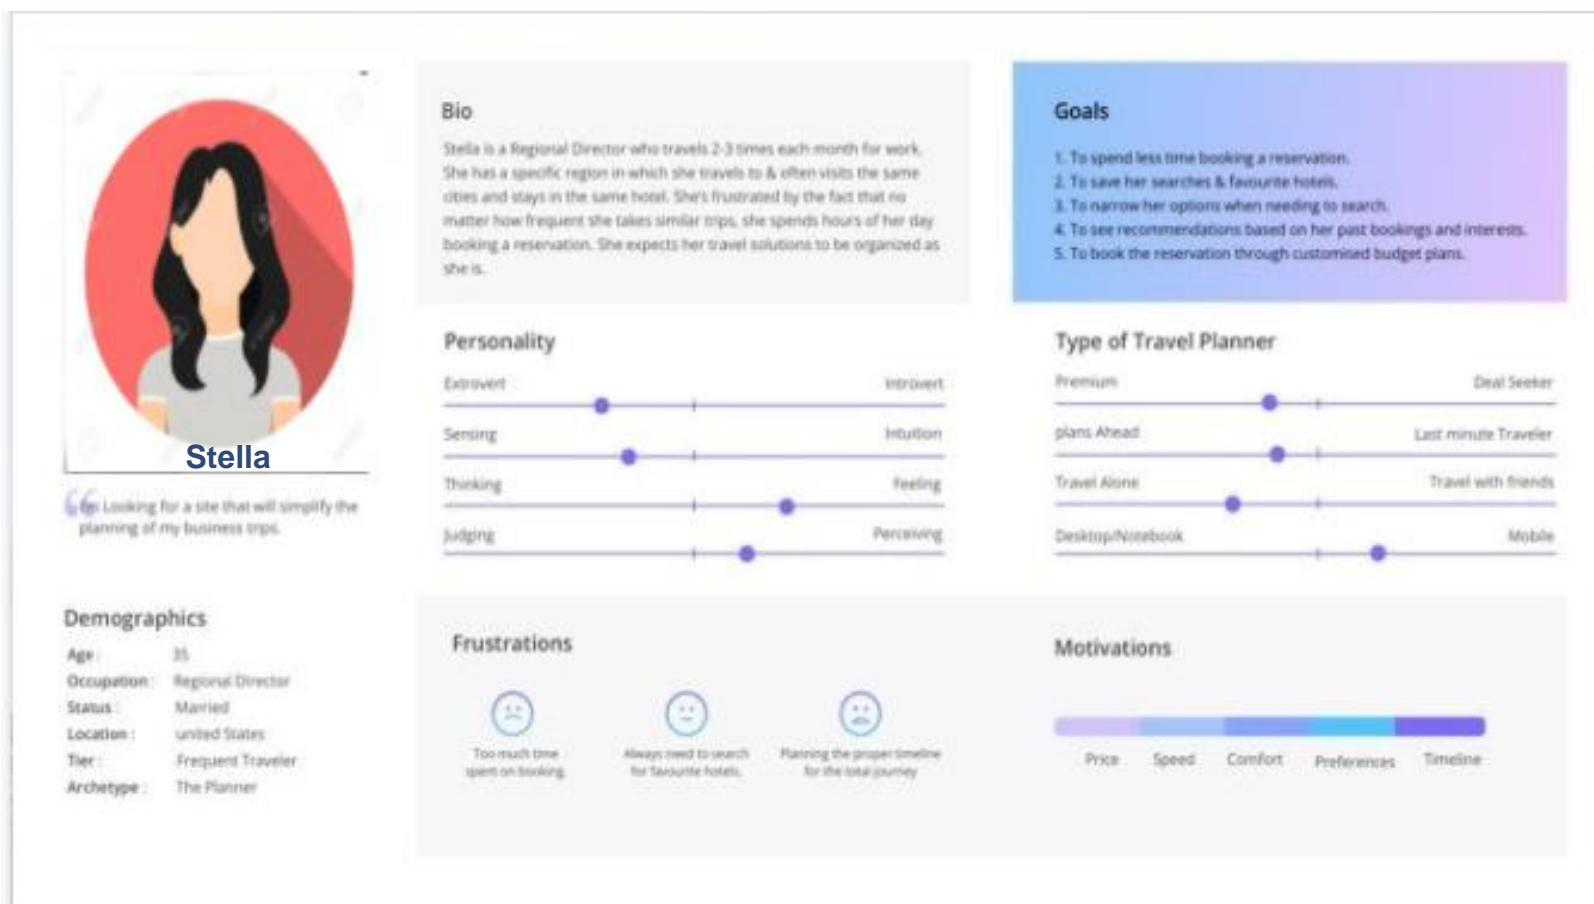 Stella
Looking for a site that will simplify the
planning of my business trips.
Demographics
Age : 35
Occupation : Regional Director
Status : Married
Location : united States
Tier : Frequent Traveler
Archetype : The Planner
Bio
Stella is a Regional Director who travels 2-3 times each month for work.
She has a specific region in which she travels to & often visits the same
cities and stays in the same hotel. She's frustrated by the fact that no
matter how frequent she takes similar trips, she spends hours of her day
booking a reservation. She expects her travel solutions to be organized as
she is.
Goals
1. To spend less time booking a reservation.
2. To save her searches & favourite hotels.
3. To narrow her options when needing to search.
4. To see recommendations based on her past bookings and interests.
5. To book the reservation through customised budget plans.
Personality
Extrovert Introvert
Sensing Intuition
Thinking Feeling
Judging Perceiving
Type of Travel Planner
Premium Deal Seeker
plans Ahead Last minute Traveler
Travel Alone Travel with friends
Desktop/Notebook Mobile
Frustrations
Too much time
spent on booking.
Always need to search
for favourite hotels.
Planning the proper timeline
for the total journey
Motivations
Price Speed Comfort Preferences Timeline